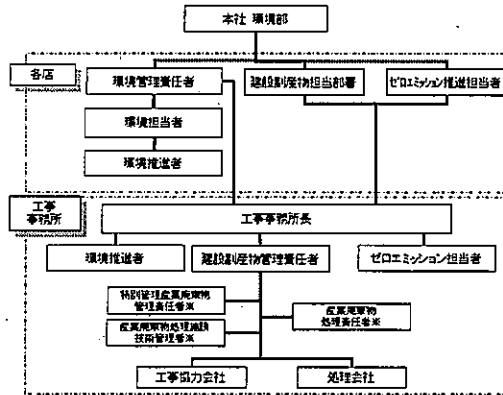 本社 環境部
各店
環境管理責任者
建設副産物担当部署
ゼロエミッション推進担当者
環境担当者
環境推進者
工事
事務所
工事事務所長
環境推進者
建設副産物管理責任者
ゼロエミッション担当者
特別管理産業廃棄物
管理責任者※
産業廃棄物
処理責任者※
産業廃棄物処理施設
技術管理者※
工事協力会社
処理会社